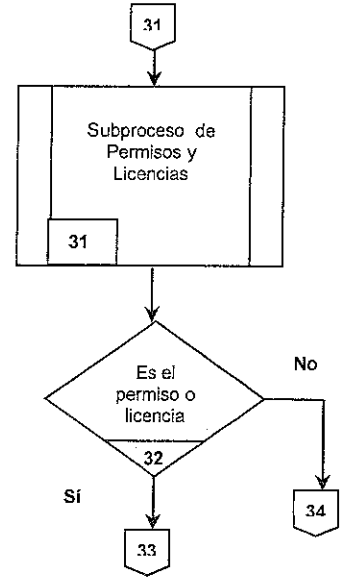 31
Subproceso de
Permisos y
Licencias
31
Es el
permiso o
licencia
32
No
Sí
33
34